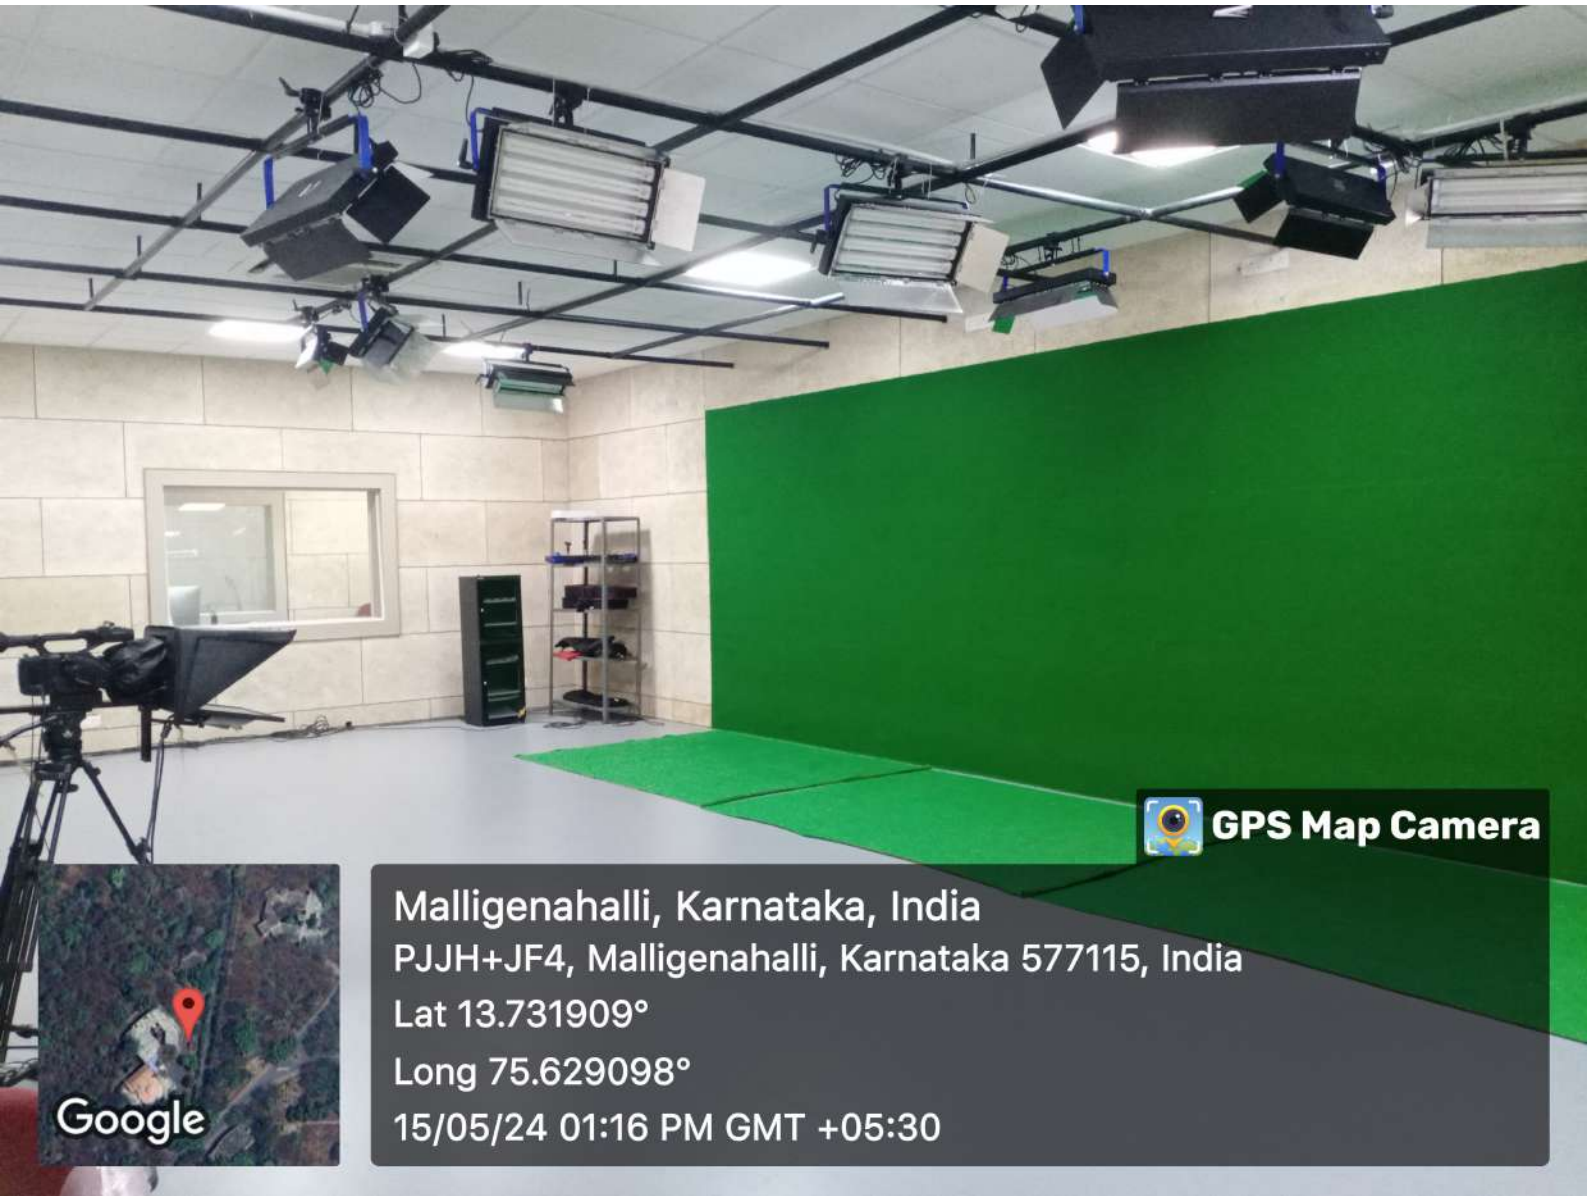 GPS Map Camera
Malligenahalli, Karnataka, India
PJJH+JF4, Malligenahalli, Karnataka 577115, India
Lat 13.731909°
Long 75.629098°
15/05/24 01:16 PM GMT +05:30
Google